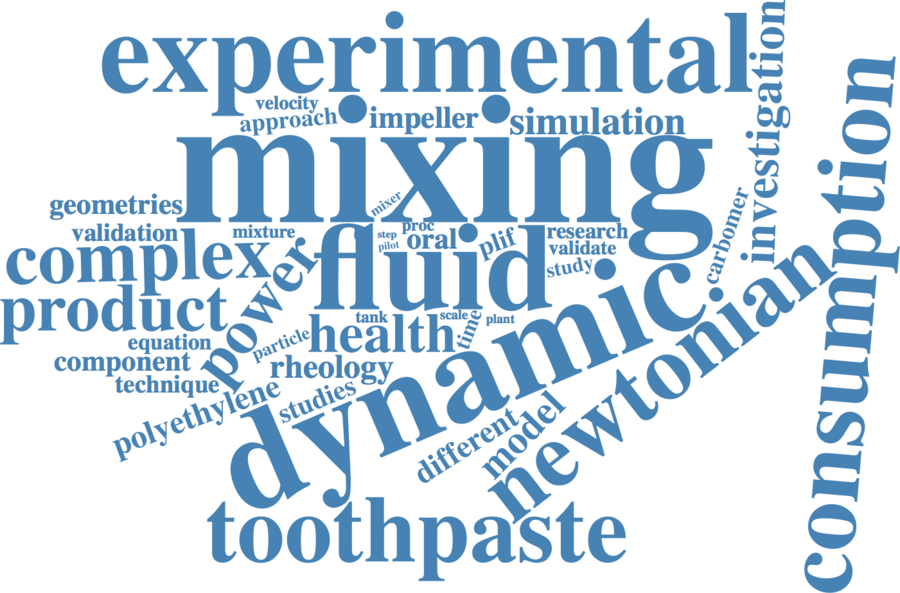 experimental
velocity
approach
impeller
simulation
investigation
consumption
mixing
mixer
geometries
validation
mixture
step
proc
pilot
oral
plif
research
validate
study
carbomer
complex
power
fluid
product
tank
scale
plant
time
health
equation
particle
component
technique
rheology
dynamic
newtonian
polyethylene
studies
different
model
toothpaste